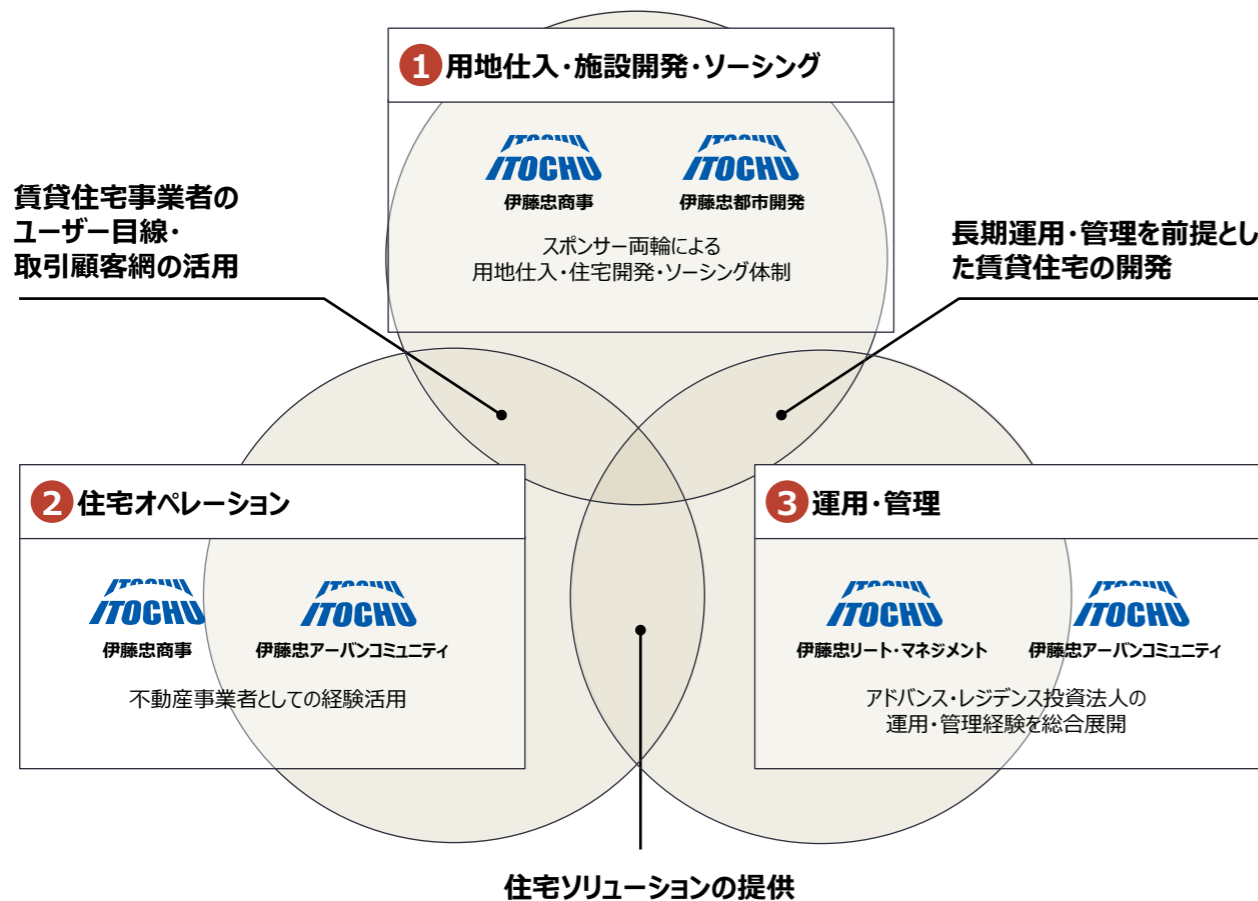 1 用地仕入・施設開発・ソーシング
ITOCHU ITOCHU
ITOCHU ITOCHU
伊藤忠商事 伊藤忠都市開発
スポンサー両輪による
用地仕入・住宅開発・ソーシング体制
賃貸住宅事業者の
ユーザー目線・
取引顧客網の活用
長期運用・管理を前提とし
た賃貸住宅の開発
2 住宅オペレーション
ITOCHU ITOCHU
ITOCHU ITOCHU
伊藤忠商事 伊藤忠アーバンコミュニティ
不動産事業者としての経験活用
3 運用・管理
ITOCHU ITOCHU
ITOCHU ITOCHU
伊藤忠リート・マネジメント 伊藤忠アーバンコミュニティ
アドバンス・レジデンス投資法人の
運用・管理経験を総合展開
住宅ソリューションの提供